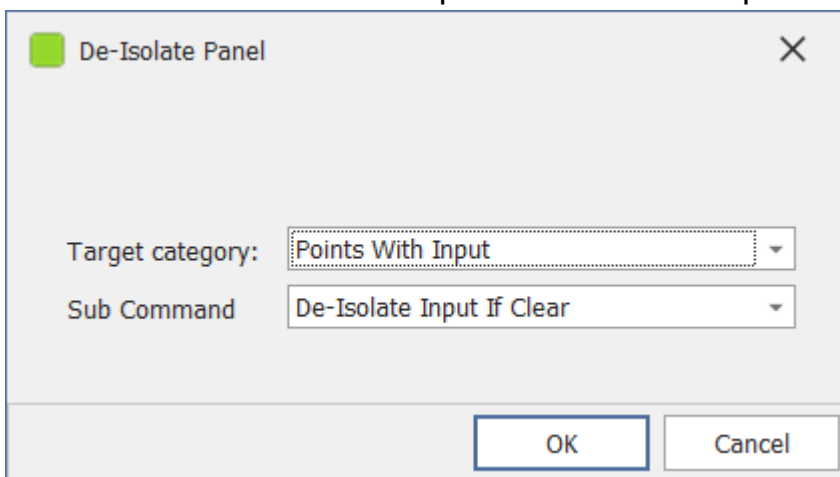 De-Isolate Panel
Target category: Points With Input
Sub Command De-Isolate Input If Clear
OK Cancel